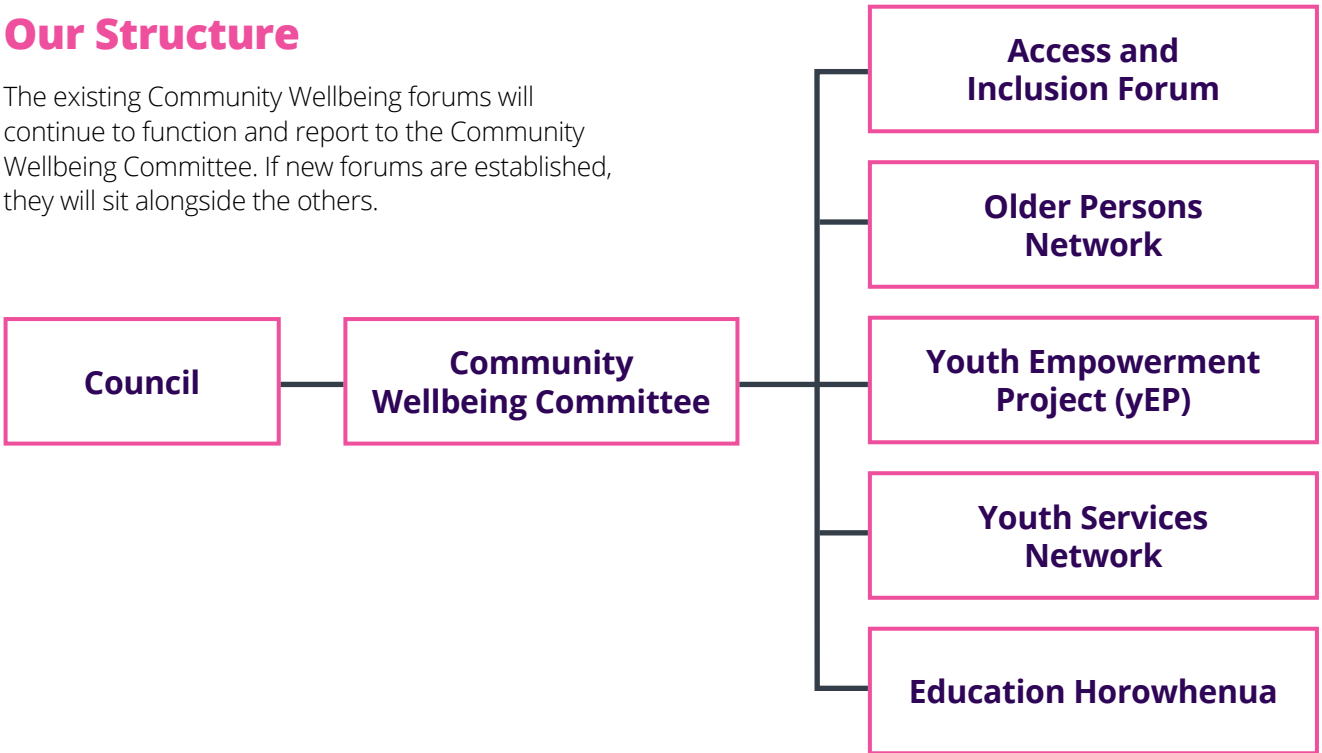 Our Structure
The existing Community Wellbeing forums will
continue to function and report to the Community
Wellbeing Committee. If new forums are established,
they will sit alongside the others.
Council
Community
Wellbeing Committee
Access and
Inclusion Forum
Older Persons
Network
Youth Empowerment
Project (yEP)
Youth Services
Network
Education Horowhenua